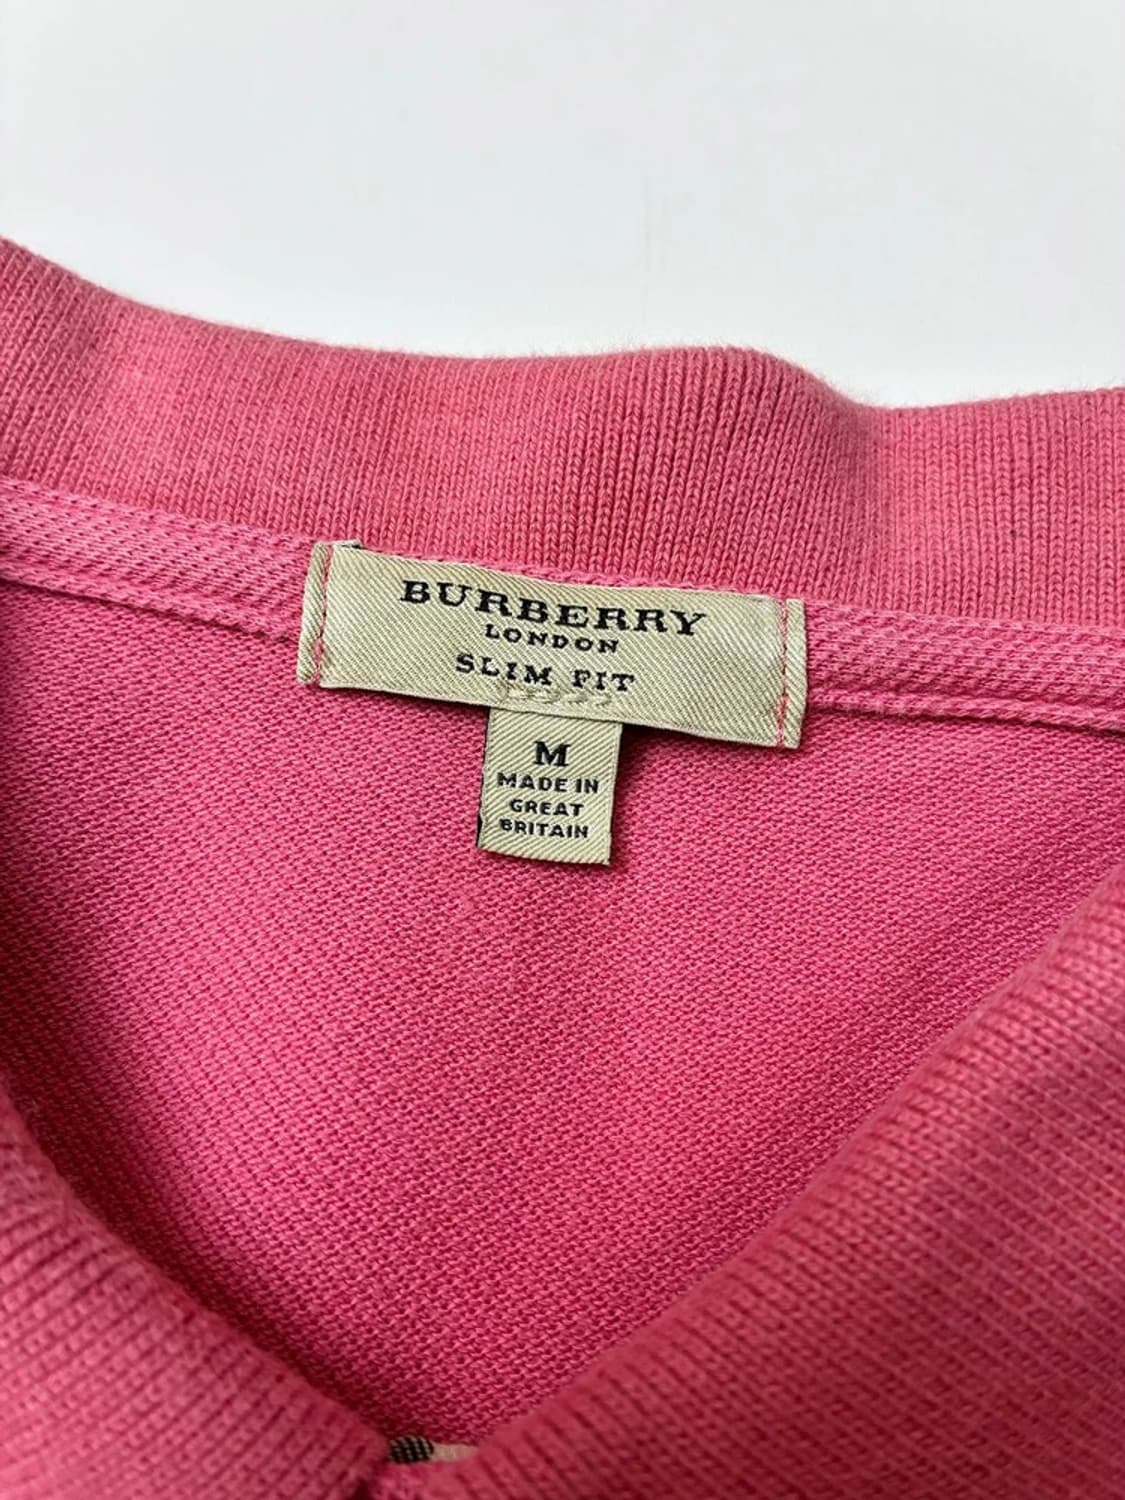 BURBERRY
LONDON
SLIM FIT
M
MADE IN
GREAT
BRITAIN